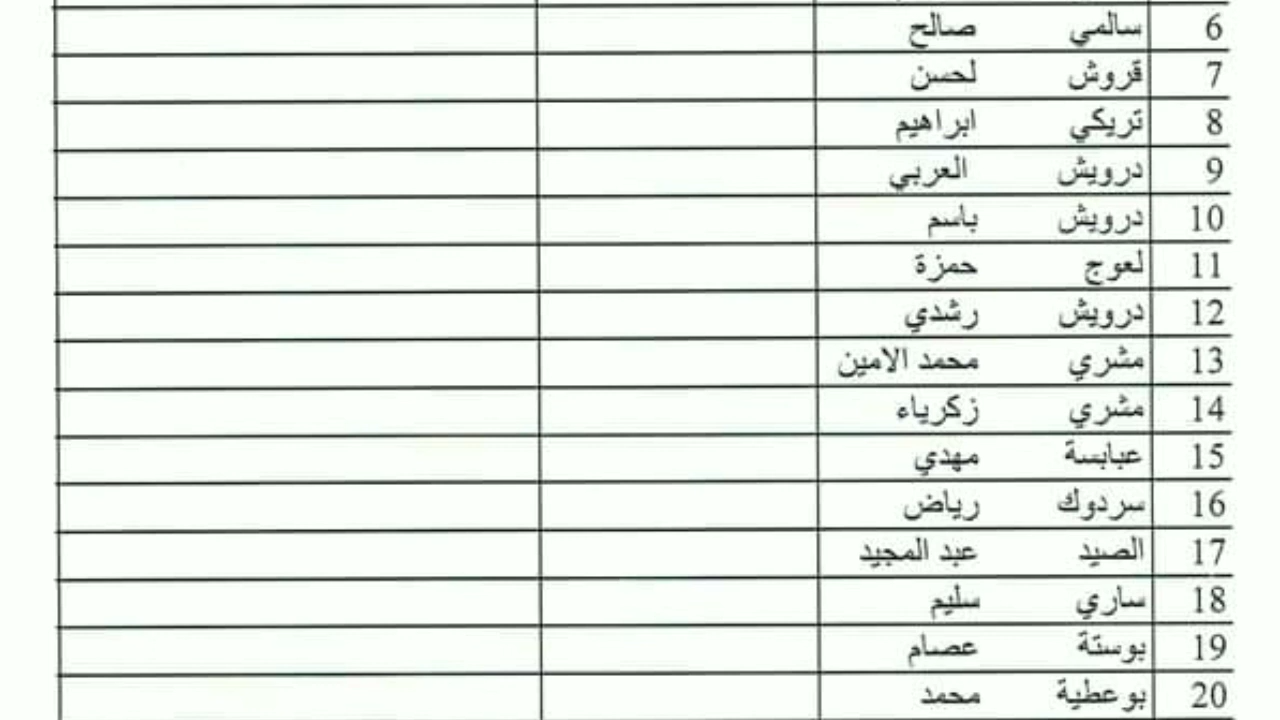 6 سالمي صالح
7 قروش لحسن
8 تريكي ابراهيم
9 درويش العربي
10 درويش باسم
11 لعوج حمزة
12 درويش رشدي
13 مشري محمد الامين
14 مشري زكرياء
15 عبابسة مهدي
16 سردوك رياض
17 الصيد عبد المجيد
18 ساري سليم
19 بوستة عصام
20 بوعطية محمد